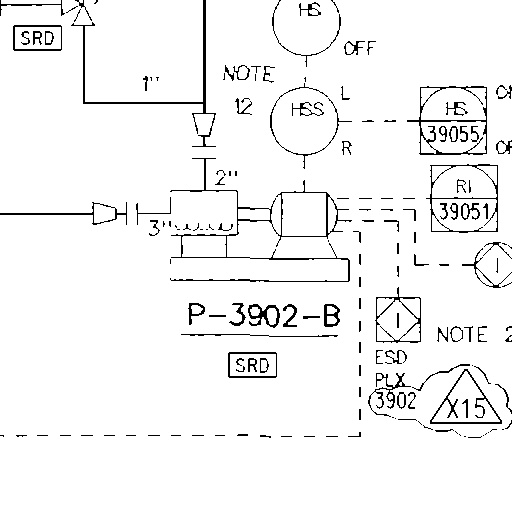 HS
SRD
OFF
NOTE
12
1"
L
HSS
R
HS
39055
2"
3"
RI
39051
P-3902-B
I
I
NOTE 2
SRD
ESD
PLX
3902
X15